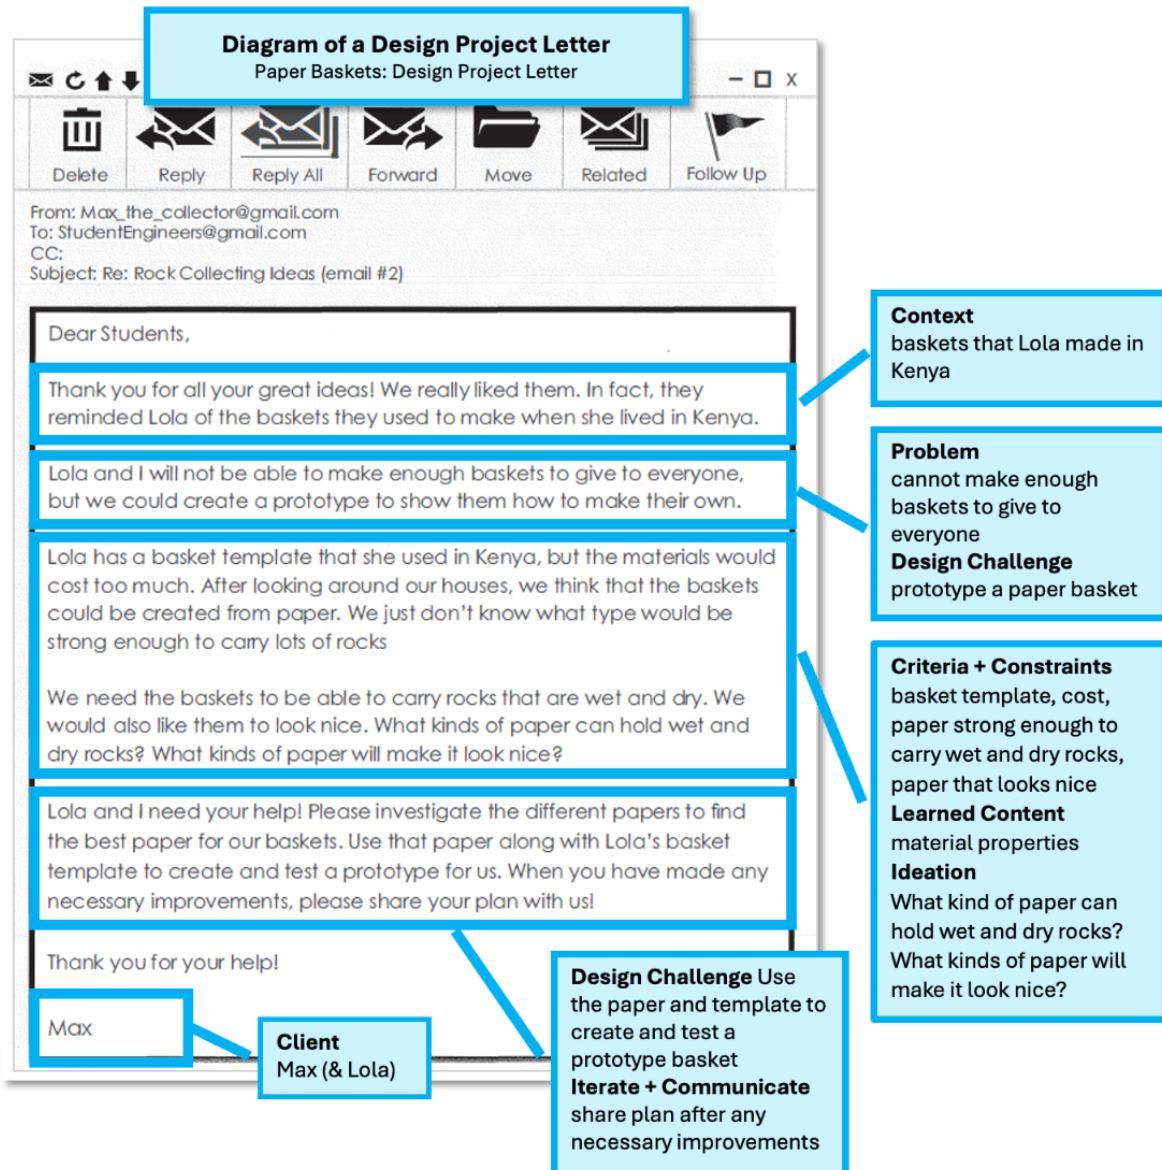 Diagram of a Design Project Letter
Paper Baskets: Design Project Letter
x
Delete
Reply
Reply All
Forward
Move
Related
Follow Up
From: Max_the_collector@gmail.com
To: StudentEngineers@gmail.com
CC:
Subject: Re: Rock Collecting Ideas (email #2)
Dear Students,
Thank you for all your great ideas! We really liked them. In fact, they
reminded Lola of the baskets they used to make when she lived in Kenya.
Lola and I will not be able to make enough baskets to give to everyone,
but we could create a prototype to show them how to make their own.
Lola has a basket template that she used in Kenya, but the materials would
cost too much. After looking around our houses, we think that the baskets
could be created from paper. We just don't know what type would be
strong enough to carry lots of rocks
We need the baskets to be able to carry rocks that are wet and dry. We
would also like them to look nice. What kinds of paper can hold wet and
dry rocks? What kinds of paper will make it look nice?
Lola and I need your help! Please investigate the different papers to find
the best paper for our baskets. Use that paper along with Lola's basket
template to create and test a prototype for us. When you have made any
necessary improvements, please share your plan with us!
Thank you for your help!
Max
Context
baskets that Lola made in
Kenya
Problem
cannot make enough
baskets to give to
everyone
Design Challenge
prototype a paper basket
Criteria + Constraints
basket template, cost,
paper strong enough to
carry wet and dry rocks,
paper that looks nice
Learned Content
material properties
Ideation
What kind of paper can
hold wet and dry rocks?
What kinds of paper will
make it look nice?
Design Challenge Use
the paper and template to
create and test a
prototype basket
Iterate + Communicate
share plan after any
necessary improvements
Client
Max (& Lola)